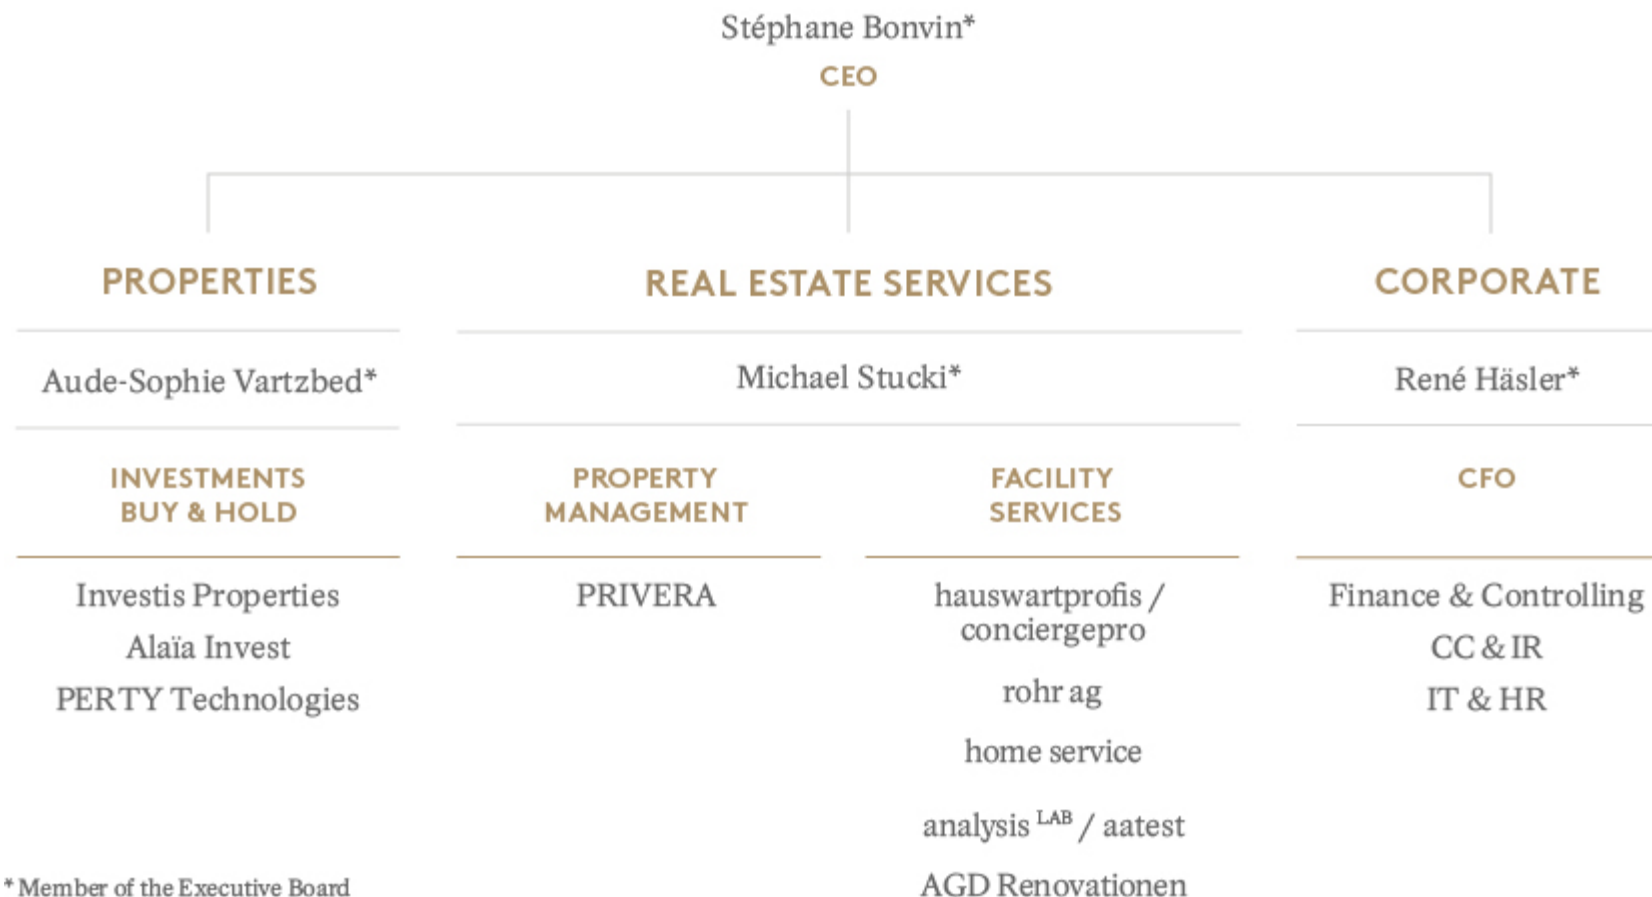 Stéphane Bonvin*
CEO
PROPERTIES
REAL ESTATE SERVICES
CORPORATE
Aude-Sophie Vartzbed*
Michael Stucki*
René Häsler*
INVESTMENTS
BUY & HOLD
PROPERTY
MANAGEMENT
FACILITY
SERVICES
CFO
Investis Properties
Alaïa Invest
PERTY Technologies
PRIVERA
hauswartprofis /
conciergepro
rohr ag
home service
analysis LAB / aatest
AGD Renovationen
Finance & Controlling
CC & IR
IT & HR
* Member of the Executive Board